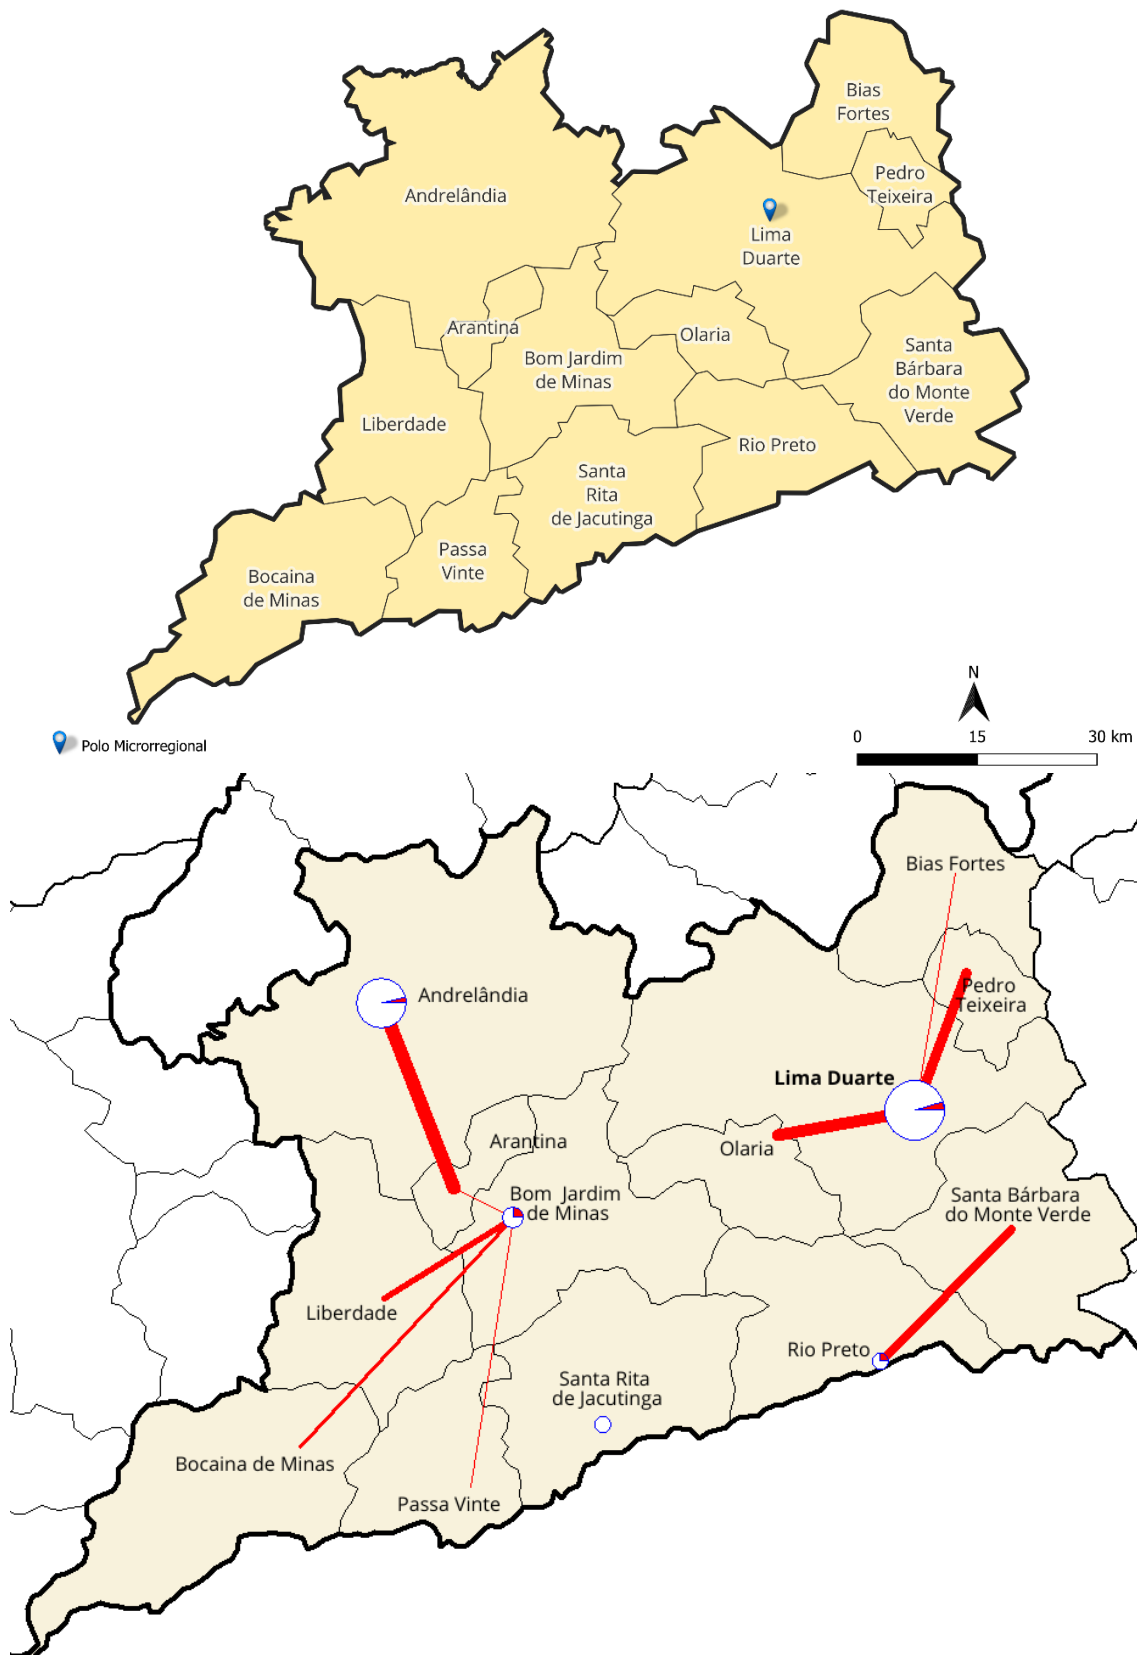 Bias
Fortes
Pedro
Teixeira
Andrelândia
Lima
Duarte
Arantina
Olaria
Bom Jardim
de Minas
Santa
Bárbara
do Monte
Verde
Liberdade
Rio Preto
Santa
Rita
de Jacutinga
Passa
Vinte
Bocaina
de Minas
N
0 15 30 km
Polo Microrregional
Bias Fortes
Andrelândia
Pedro
Teixeira
Lima Duarte
Arantina
Olaria
Bom Jardim
de Minas
Santa Bárbara
do Monte Verde
Liberdade
Rio Preto
Santa Rita
de Jacutinga
Bocaina de Minas
Passa Vinte